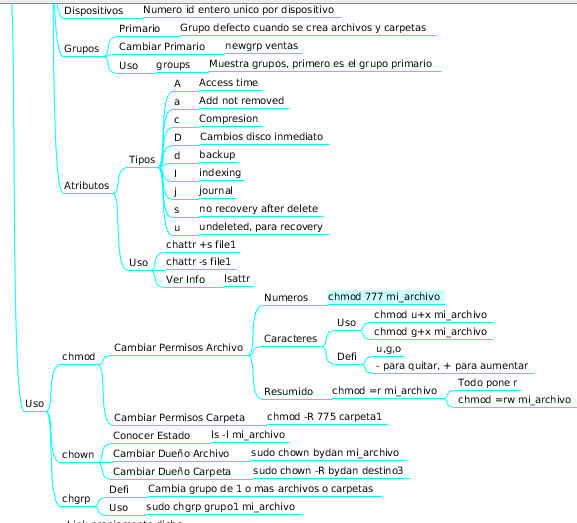 Dispositivos Numero id entero unico por dispositivo
Grupos
Primario Grupo defecto cuando se crea archivos y carpetas
Cambiar Primario newgrp ventas
Uso groups Muestra grupos, primero es el grupo primario
Atributos
Tipos
A Access time
a Add not removed
c Compresion
D Cambios disco inmediato
d backup
I indexing
j journal
s no recovery after delete
u undeleted, para recovery
Uso
chattr +s file1
chattr -s file1
Ver Info lsattr
Uso
chmod
Cambiar Permisos Archivo
Numeros chmod 777 mi_archivo
Caracteres
Uso
chmod u+x mi_archivo
chmod g+x mi_archivo
Defi
u,g,o
- para quitar, + para aumentar
Resumido chmod =r mi_archivo
Todo pone r
chmod =rw mi_archivo
Cambiar Permisos Carpeta chmod -R 775 carpeta1
chown
Conocer Estado ls -l mi_archivo
Cambiar Dueño Archivo sudo chown bydan mi_archivo
Cambiar Dueño Carpeta sudo chown -R bydan destino3
chgrp
Defi Cambia grupo de 1 o mas archivos o carpetas
Uso sudo chgrp grupo1 mi_archivo